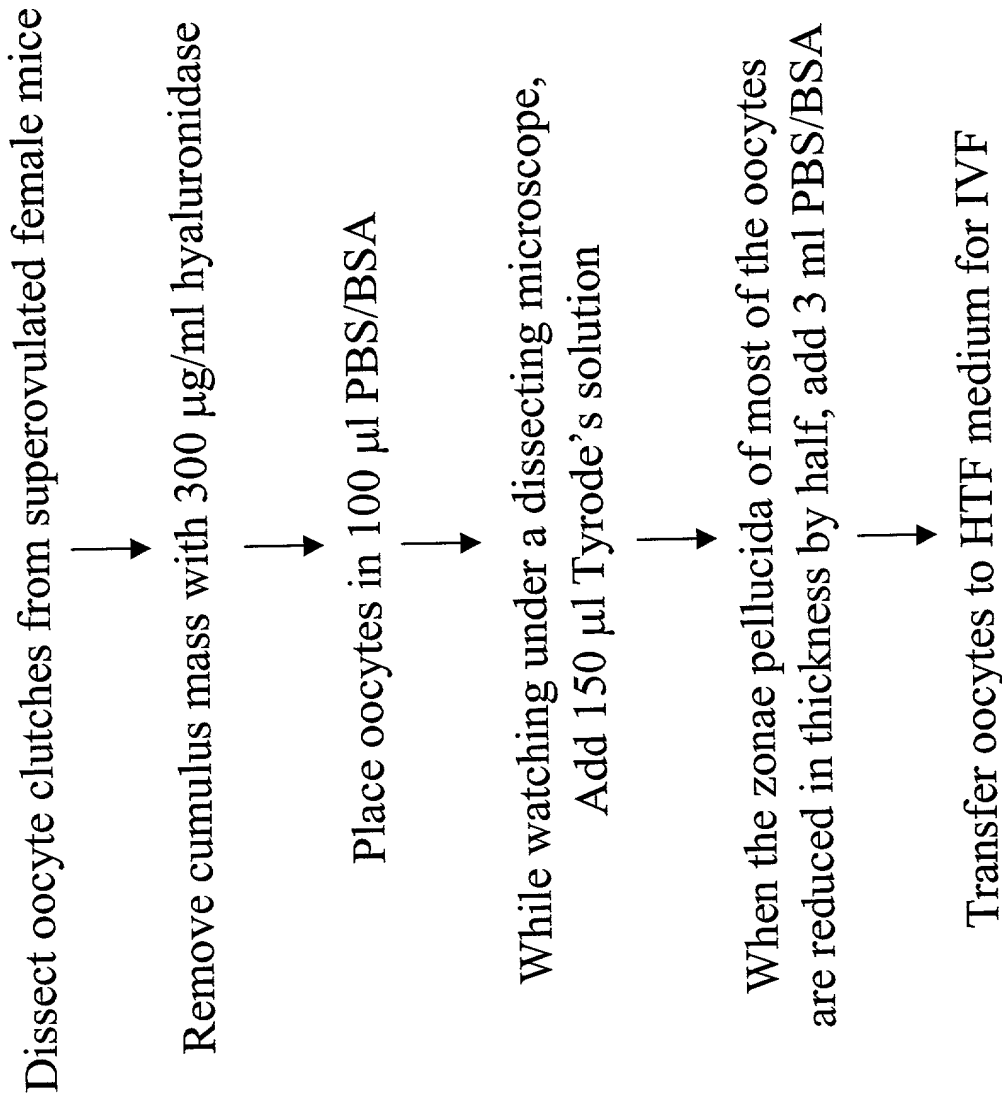 Dissect oocyte clutches from superovulated female mice
Remove cumulus mass with 300 µg/ml hyaluronidase
Place oocytes in 100 µl PBS/BSA
While watching under a dissecting microscope,
Add 150 µl Tyrode's solution
When the zonae pellucida of most of the oocytes
are reduced in thickness by half, add 3 ml PBS/BSA
Transfer oocytes to HTF medium for IVF